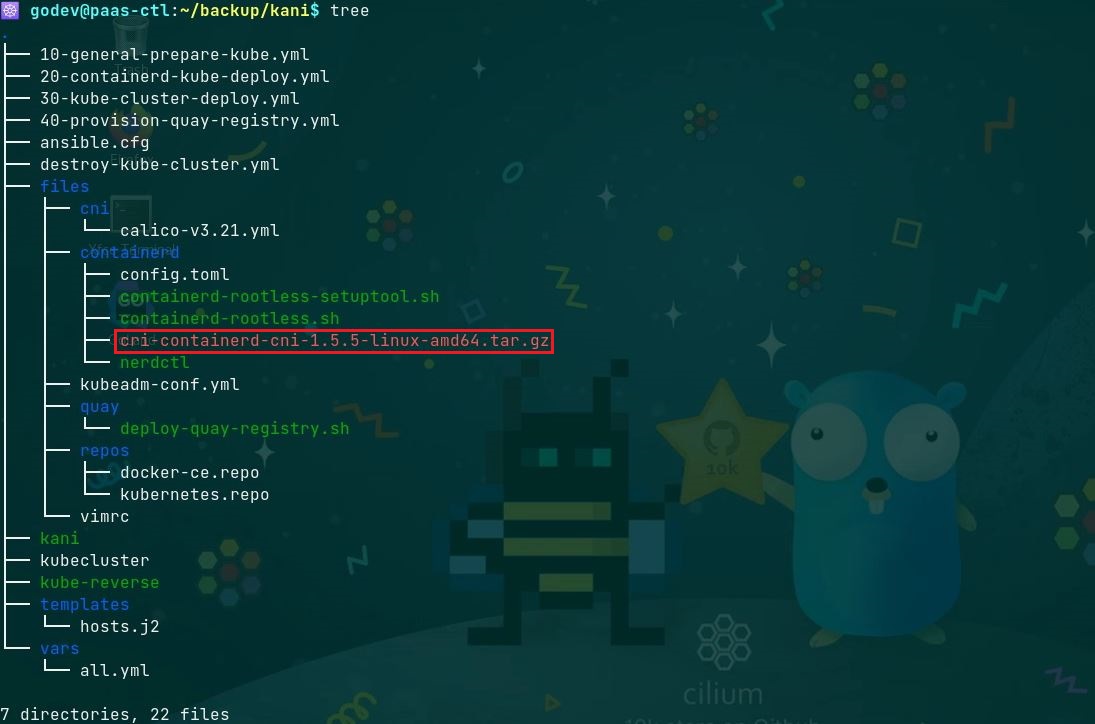 godev@paas-ctl:~/backup/kani$ tree
.
├── 10-general-prepare-kube.yml
├── 20-containerd-kube-deploy.yml
├── 30-kube-cluster-deploy.yml
├── 40-provision-quay-registry.yml
├── ansible.cfg
├── destroy-kube-cluster.yml
├── files
│   ├── cni
│   │   └── calico-v3.21.yml
│   ├── containerd
│   │   ├── config.toml
│   │   ├── containerd-rootless-setuptool.sh
│   │   ├── containerd-rootless.sh
│   │   ├── cri-containerd-cni-1.5.5-linux-amd64.tar.gz
│   │   └── nerdctl
│   ├── kubeadm-conf.yml
│   ├── quay
│   │   └── deploy-quay-registry.sh
│   ├── repos
│   │   ├── docker-ce.repo
│   │   └── kubernetes.repo
│   └── vimrc
├── kani
├── kubecluster
├── kube-reverse
├── templates
│   └── hosts.j2
└── vars
    └── all.yml
7 directories, 22 files
Trash
10k
cilium